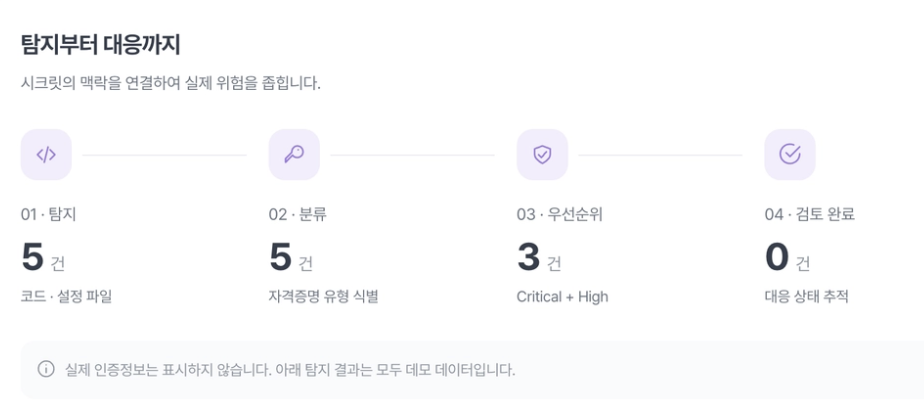 탐지부터 대응까지
시크릿의 맥락을 연결하여 실제 위험을 좁힙니다.
01 · 탐지
5 건
코드 · 설정 파일
02 · 분류
5 건
자격증명 유형 식별
03 · 우선순위
3 건
Critical + High
04 · 검토 완료
0 건
대응 상태 추적
실제 인증정보는 표시하지 않습니다. 아래 탐지 결과는 모두 데모 데이터입니다.